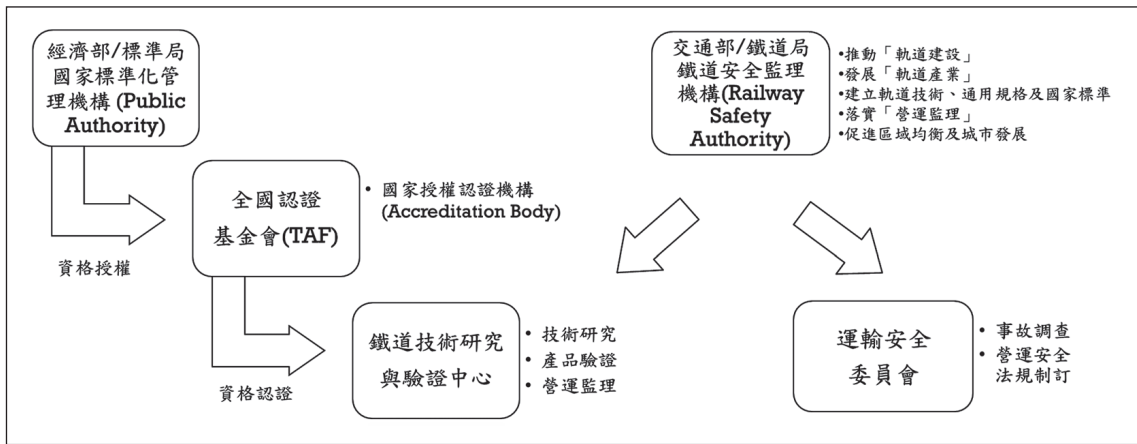 經濟部/標準局
國家標準化管
理機構 (Public
Authority)
資格授權
全國認證
基金會(TAF)
• 國家授權認證機構
(Accreditation Body)
資格認證
鐵道技術研究
與驗證中心
• 技術研究
• 產品驗證
• 營運監理
交通部/鐵道局
鐵道安全監理
機構(Railway
Safety
Authority)
•推動「軌道建設」
•發展「軌道產業」
•建立軌道技術、通用規格及國家標準
•落實「營運監理」
•促進區域均衡及城市發展
運輸安全
委員會
• 事故調查
• 營運安全
法規制訂